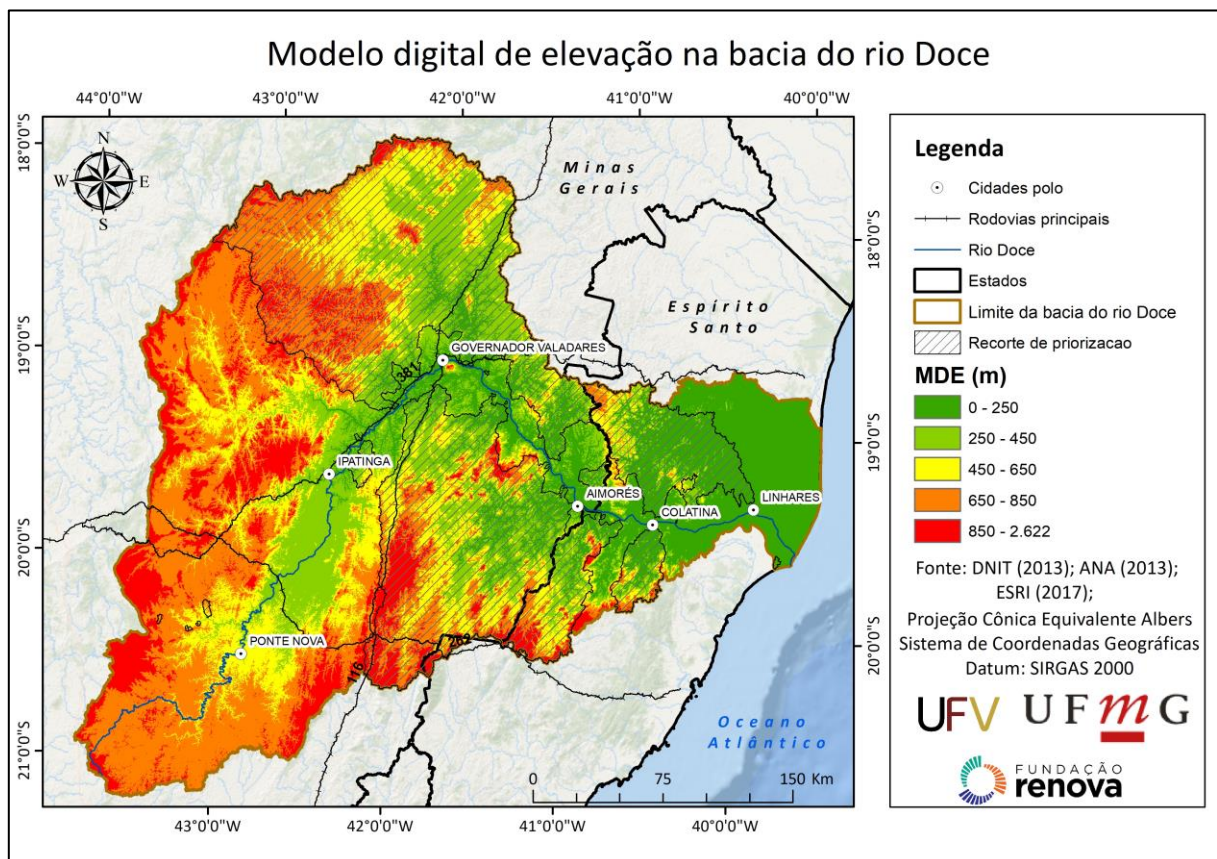 Modelo digital de elevação na bacia do rio Doce
44°0'0"W
43°0'0"W
42°0'0"W
41°0'0"W
40°0'0"W
18°0'0"S
19°0'0"S
20°0'0"S
21°0'0"S
N
W
E
S
Minas
Gerais
Espírito
Santo
GOVERNADOR VALADARES
381
IPATINGA
AIMORÉS
COLATINA
LINHARES
PONTE NOVA
262
116
Oceano
Atlântico
0 75 150 Km
18°0'0"S
19°0'0"S
20°0'0"S
43°0'0"W
42°0'0"W
41°0'0"W
40°0'0"W
Legenda
Cidades polo
Rodovias principais
Rio Doce
Estados
Limite da bacia do rio Doce
Recorte de priorizacao
MDE (m)
0 - 250
250 - 450
450 - 650
650 - 850
850 - 2.622
Fonte: DNIT (2013); ANA (2013);
ESRI (2017);
Projeção Cônica Equivalente Albers
Sistema de Coordenadas Geográficas
Datum: SIRGAS 2000
UFV UFmG
FUNDAÇÃO
renova